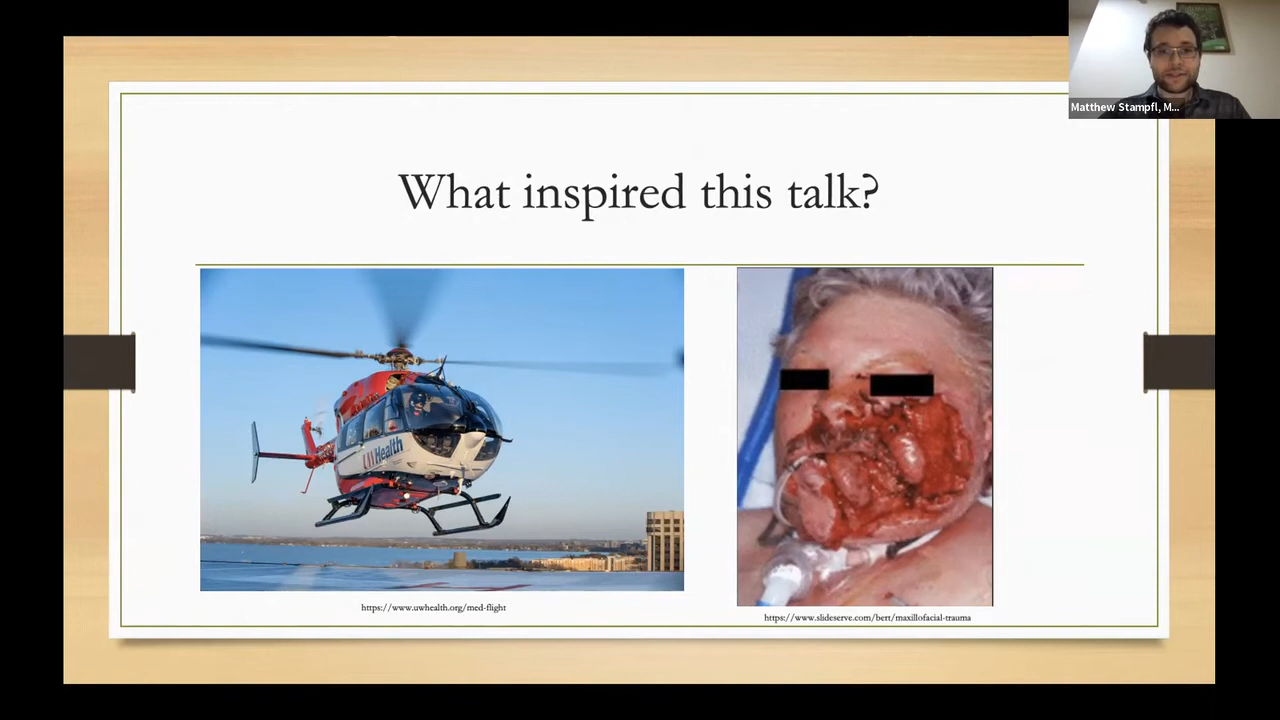 Matthew Stampfl, M...
What inspired this talk?
UWHealth
https://www.uwhealth.org/med-flight
https://www.slideserve.com/bert/maxillofacial-trauma